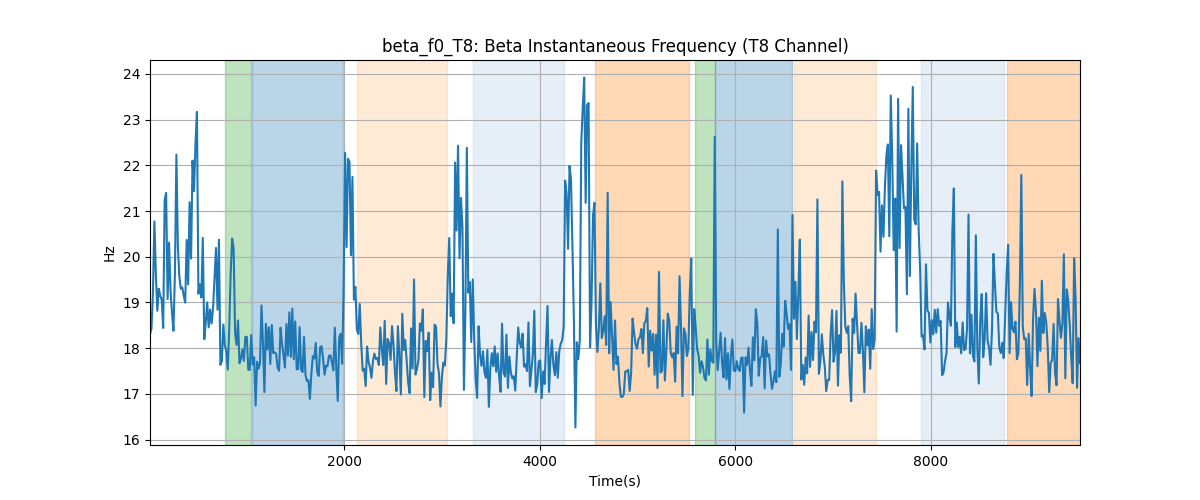 beta_f0_T8: Beta Instantaneous Frequency (T8 Channel)
24
23
22
21
20
19
18
17
16
Hz
2000 4000 6000 8000
Time(s)